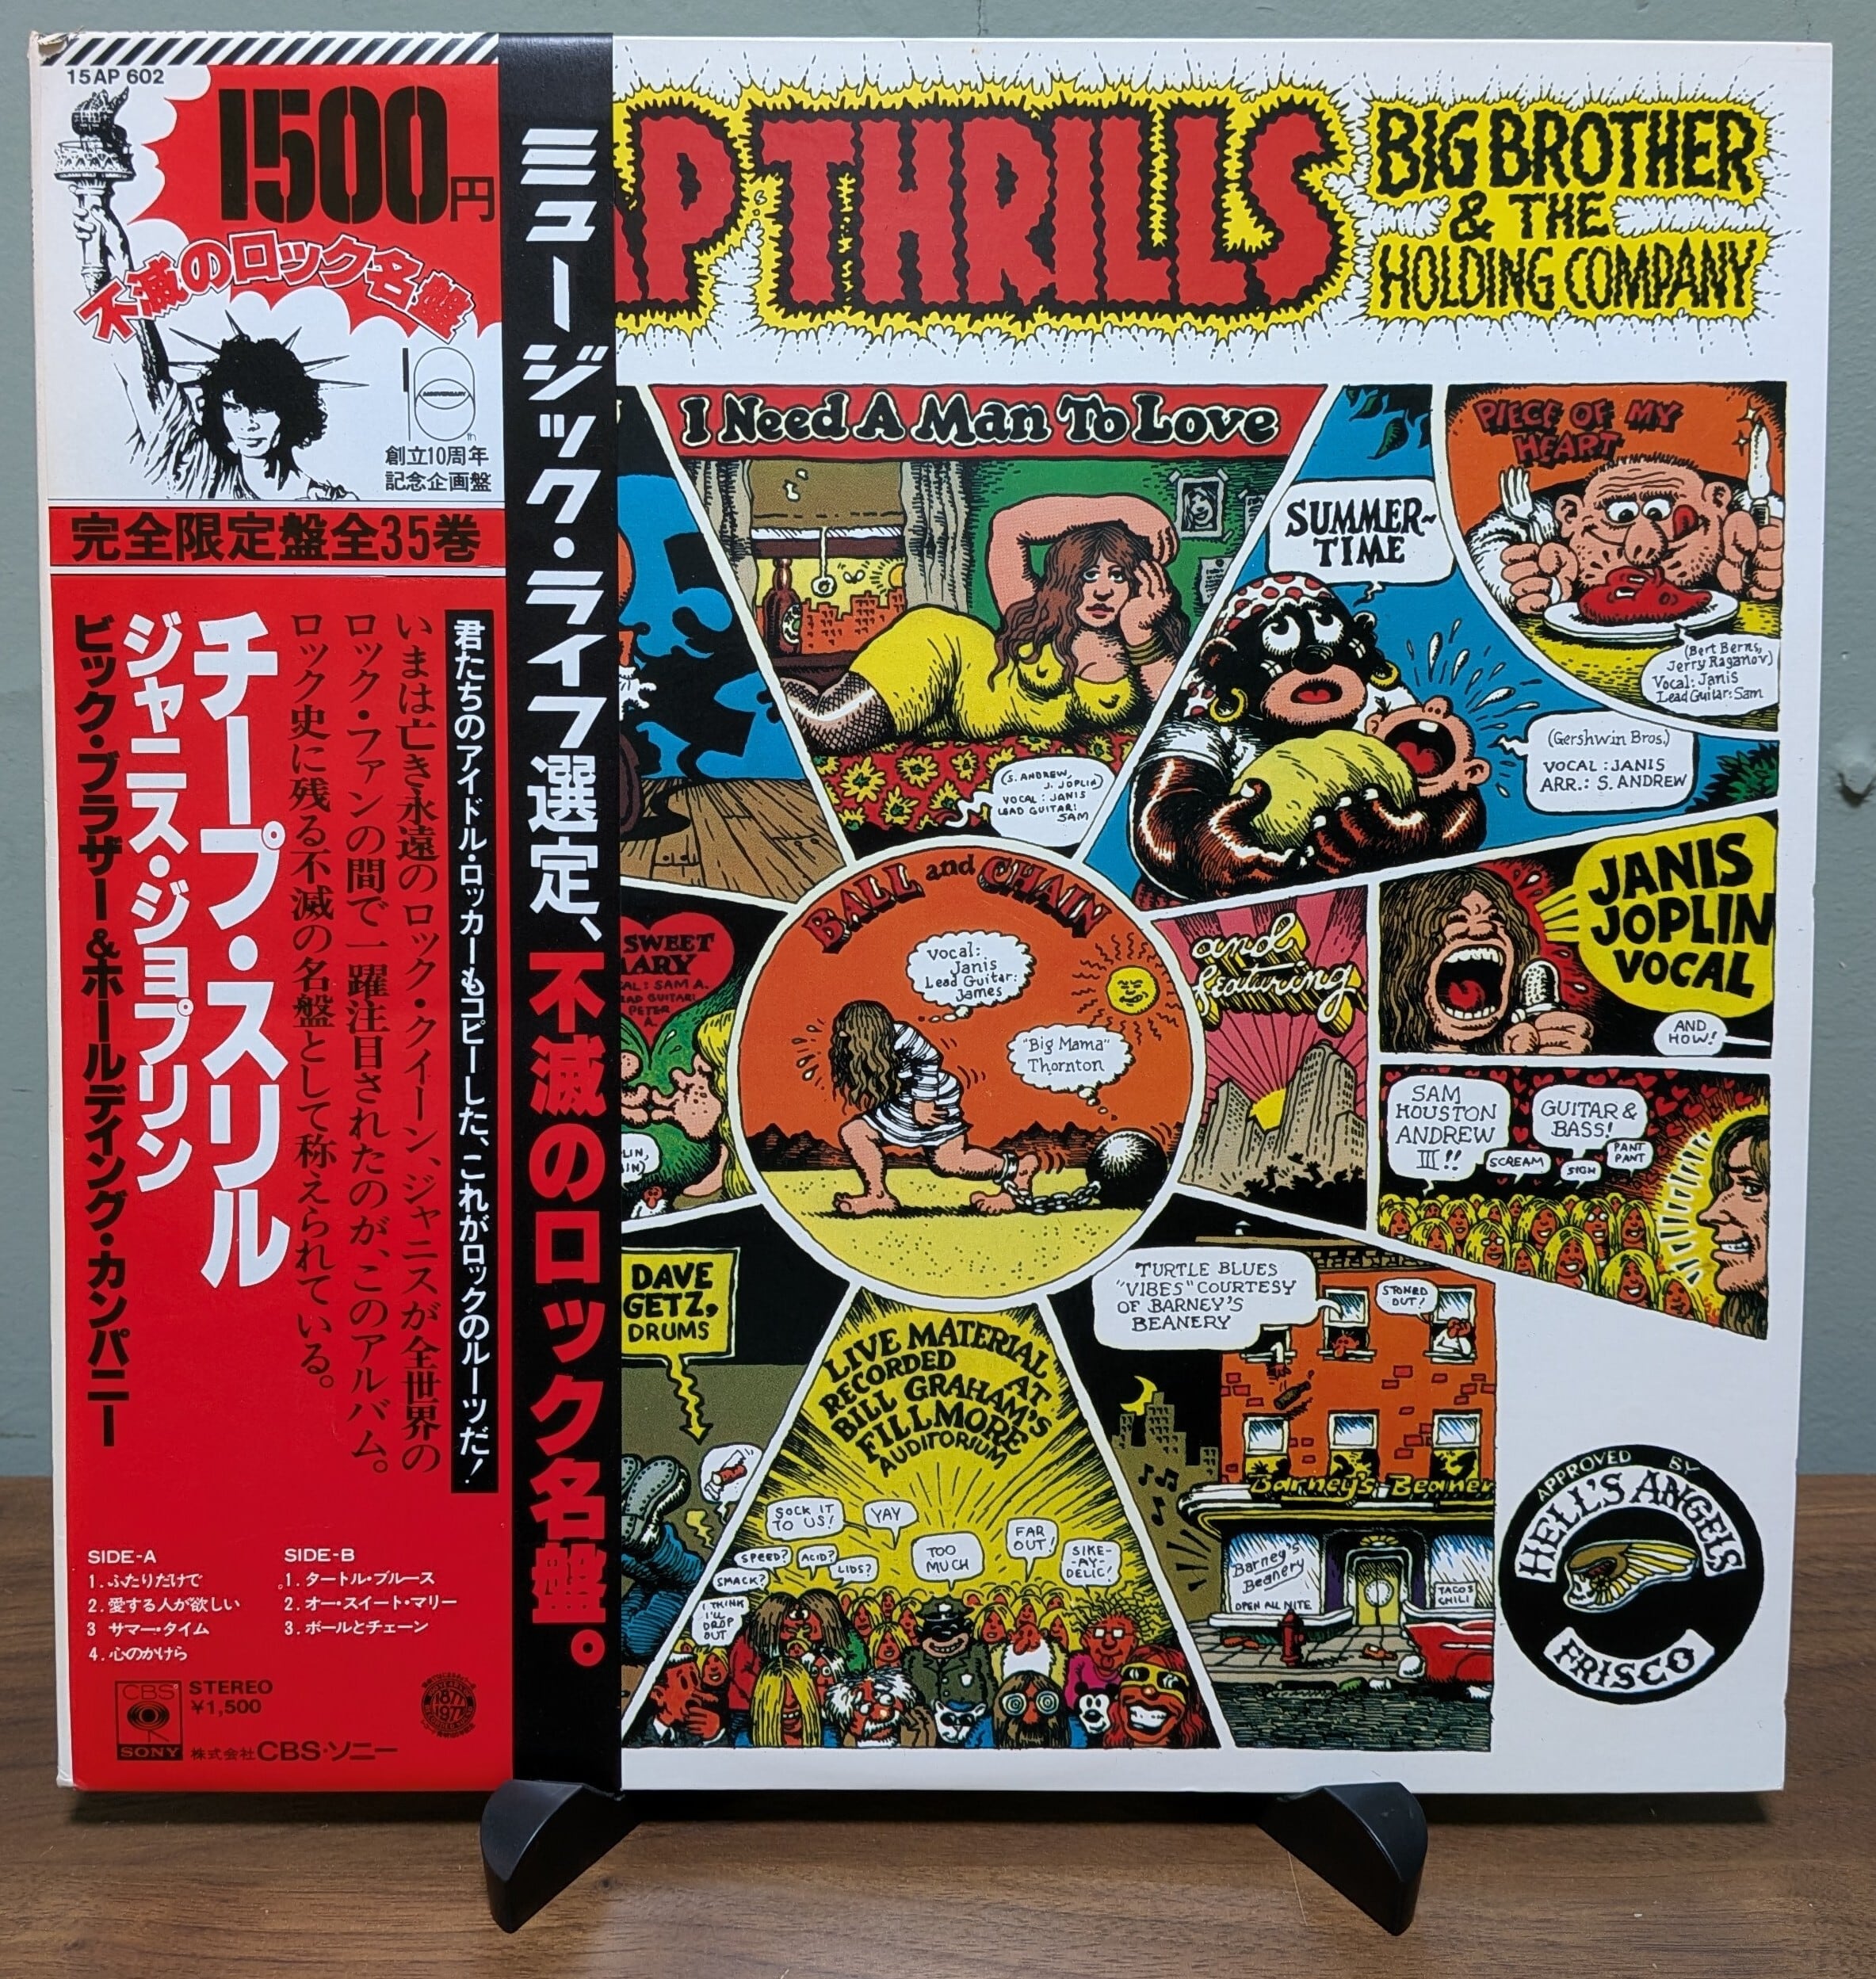 15AP 602
1500円
不滅のロック名盤
10
ANNIVERSARY
th
創立10周年
記念企画盤
完全限定盤全35巻
君たちのアイドル・ロッカーもコピーした、これがロックのルーツだ!
いまは亡き永遠のロック・クイーン、ジャニスが全世界の
ロック・ファンの間で一躍注目されたのが、このアルバム。
ロック史に残る不滅の名盤として称えられている。
チープ・スリル
ジャニス・ジョプリン
ビック・ブラザー&ホールディング・カンパニー
SIDE-A
1.ふたりだけで
2.愛する人が欲しい
3 サマー・タイム
4.心のかけら
SIDE-B
1.タートル・ブルース
2.オー・スイート・マリー
3.ボールとチェーン
CBS
SONY
STEREO
¥1,500
1877
1977
株式会社CBS・ソニー
ミュージック・ライフ選定、不滅のロック名盤。
AP THRILLS
BIG BROTHER
& THE
HOLDING COMPANY
I Need A Man To Love
(S. ANDREW,
J. JOPLIN)
VOCAL: JANIS
LEAD GUITAR:
SAM
SUMMER-
TIME
(Gershwin Bros.)
VOCAL: JANIS
ARR.: S. ANDREW
PIECE OF MY
HEART
(Bert Berns,
Jerry Raganov)
Vocal: Janis
Lead Guitar: Sam
SWEET
ARY
AL: SAM A.
EAD GUITAR:
PETER
A.
LIN,
IN)
BALL and CHAIN
Vocal:
Janis
Lead Guitar:
James
"Big Mama"
Thornton
and
featuring
JANIS
JOPLIN
VOCAL
AND
HOW!
SAM
HOUSTON
ANDREW
III!!
GUITAR &
BASS!
SCREAM
SIGH
PANT
PANT
DAVE
GETZ,
DRUMS
LIVE MATERIAL
RECORDED AT
BILL GRAHAM'S
FILLMORE
AUDITORIUM
SOCK IT
TO US!
YAY
SPEED?
ACID?
LIDS?
SMACK?
TOO
MUCH
FAR
OUT!
SIKE-
-AY-
DELIC!
I THINK
I'LL
DROP
OUT
TURTLE BLUES
"VIBES" COURTESY
OF BARNEY'S
BEANERY
STONED
OUT!
Barney's Beaner
Barney's
Beanery
OPEN ALL NITE
TACOS
CHILI
APPROVED BY
HELL'S ANGELS
FRISCO